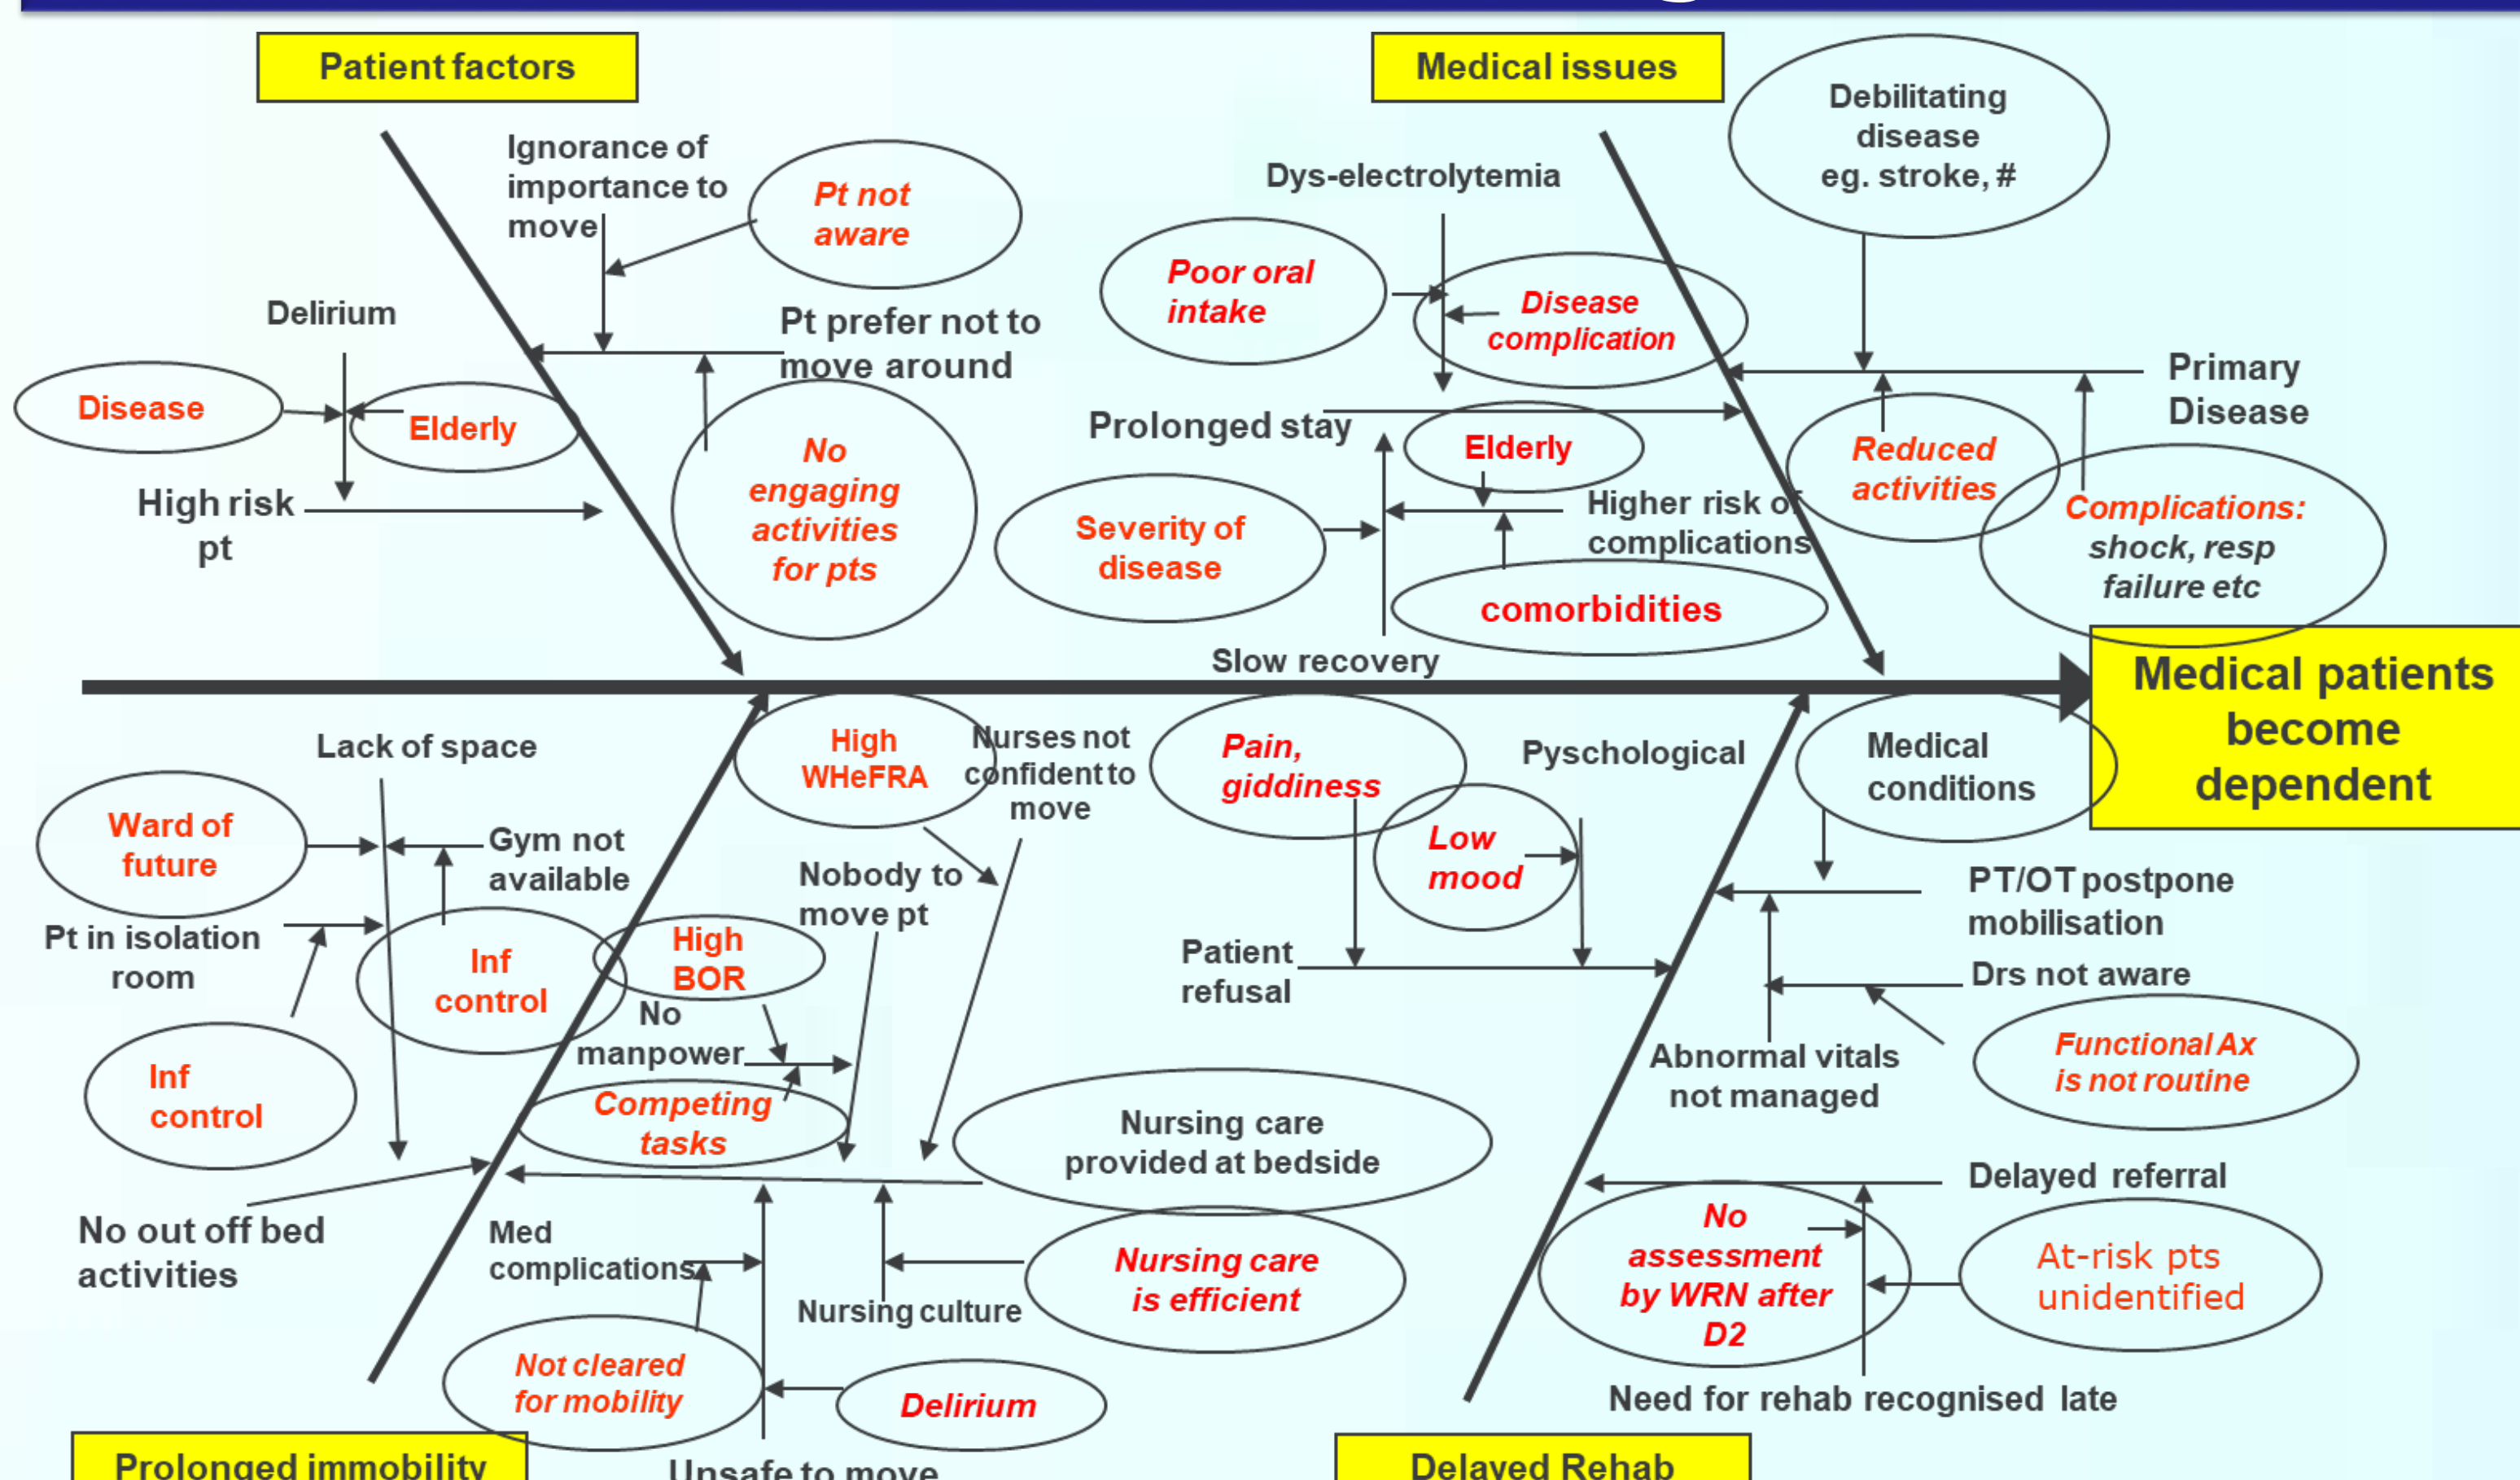 Patient factors
Medical issues
Debilitating
disease
eg. stroke, #
Ignorance of
importance to
move
Pt not
aware
Dys-electrolytemia
Poor oral
intake
Disease
complication
Delirium
Pt prefer not to
move around
Primary
Disease
Disease
Elderly
Prolonged stay
Elderly
Reduced
activities
No
engaging
activities
for pts
High risk
pt
Severity of
disease
Higher risk of
complications
Complications:
shock, resp
failure etc
comorbidities
Slow recovery
Medical patients
become
dependent
Lack of space
High
WHeFRA
Nurses not
confident to
move
Pain,
giddiness
Pyschological
Medical
conditions
Ward of
future
Gym not
available
Nobody to
move pt
Low
mood
PT/OT postpone
mobilisation
Pt in isolation
room
Inf
control
High
BOR
Patient
refusal
Drs not aware
No
manpower
Inf
control
Competing
tasks
Nursing care
provided at bedside
Abnormal vitals
not managed
Functional Ax
is not routine
No out off bed
activities
Med
complications
Nursing culture
Nursing care
is efficient
Delayed referral
No
assessment
by WRN after
D2
At-risk pts
unidentified
Not cleared
for mobility
Delirium
Need for rehab recognised late
Prolonged immobility
Unsafe to move
Delayed Rehab